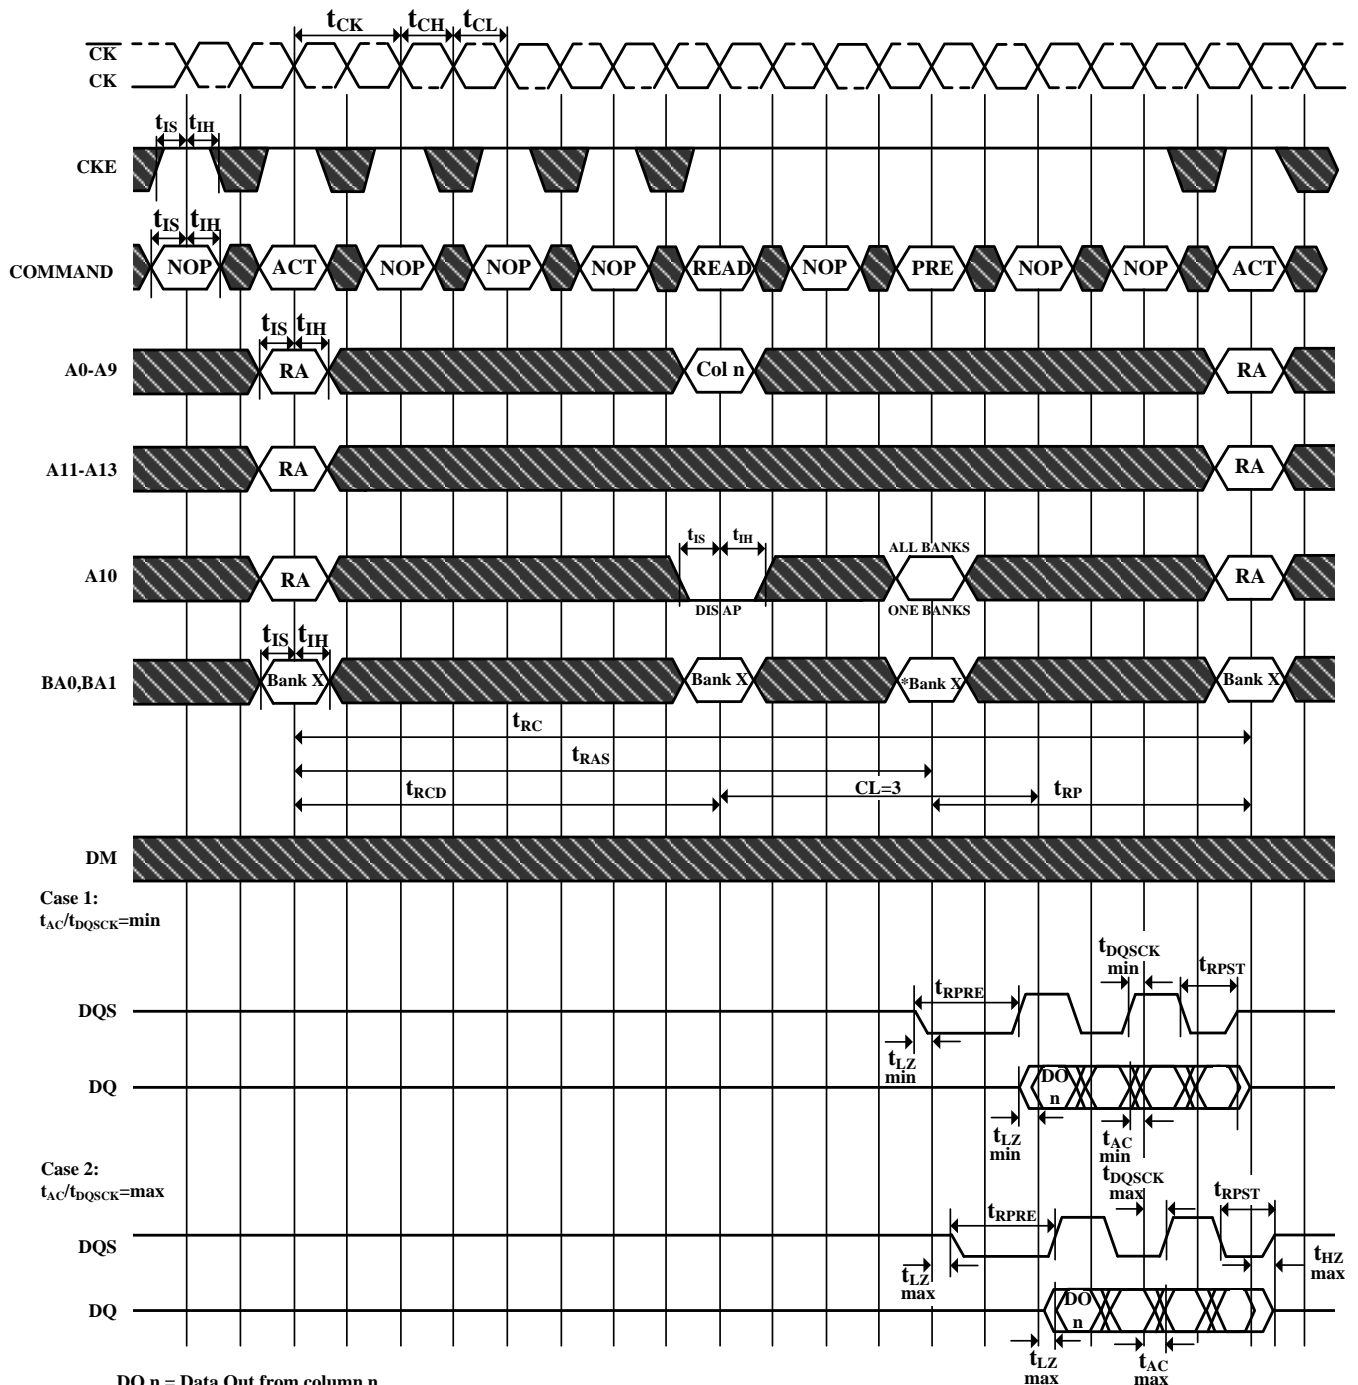 tCK tCH tCL
CK
CK
tIS tIH
CKE
tIS tIH
COMMAND NOP ACT NOP NOP NOP READ NOP PRE NOP NOP ACT
tIS tIH
A0-A9 RA Col n RA
A11-A13 RA RA
tIS tIH ALL BANKS
A10 RA RA
DIS AP ONE BANKS
tIS tIH
BA0,BA1 Bank X Bank X *Bank X Bank X
tRC
tRAS
tRCD CL=3 tRP
DM
Case 1:
tAC/tDQSCK=min
tDQSCK
min
tRPST
tRPRE
DQS
tLZ
min
DQ DO
n
tLZ
min
tAC
min
Case 2:
tAC/tDQSCK=max
tDQSCK
max
tRPST
tRPRE
DQS
tLZ
max
tHZ
max
DQ DO
n
tLZ
max
tAC
max
DO n = Data Out from column n